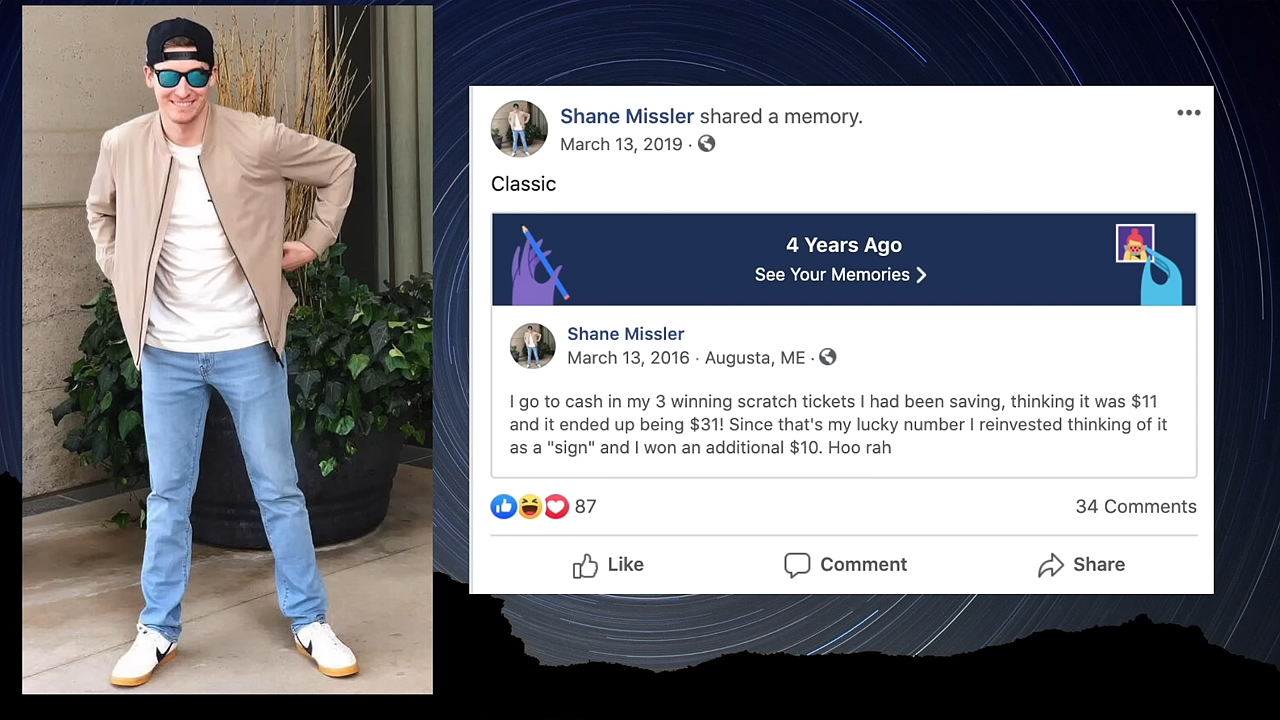 Shane Missler shared a memory.
March 13, 2019 ·
Classic
4 Years Ago
See Your Memories
Shane Missler
March 13, 2016 · Augusta, ME ·
I go to cash in my 3 winning scratch tickets I had been saving, thinking it was $11
and it ended up being $31! Since that's my lucky number I reinvested thinking of it
as a "sign" and I won an additional $10. Hoo rah
87
34 Comments
Like
Comment
Share